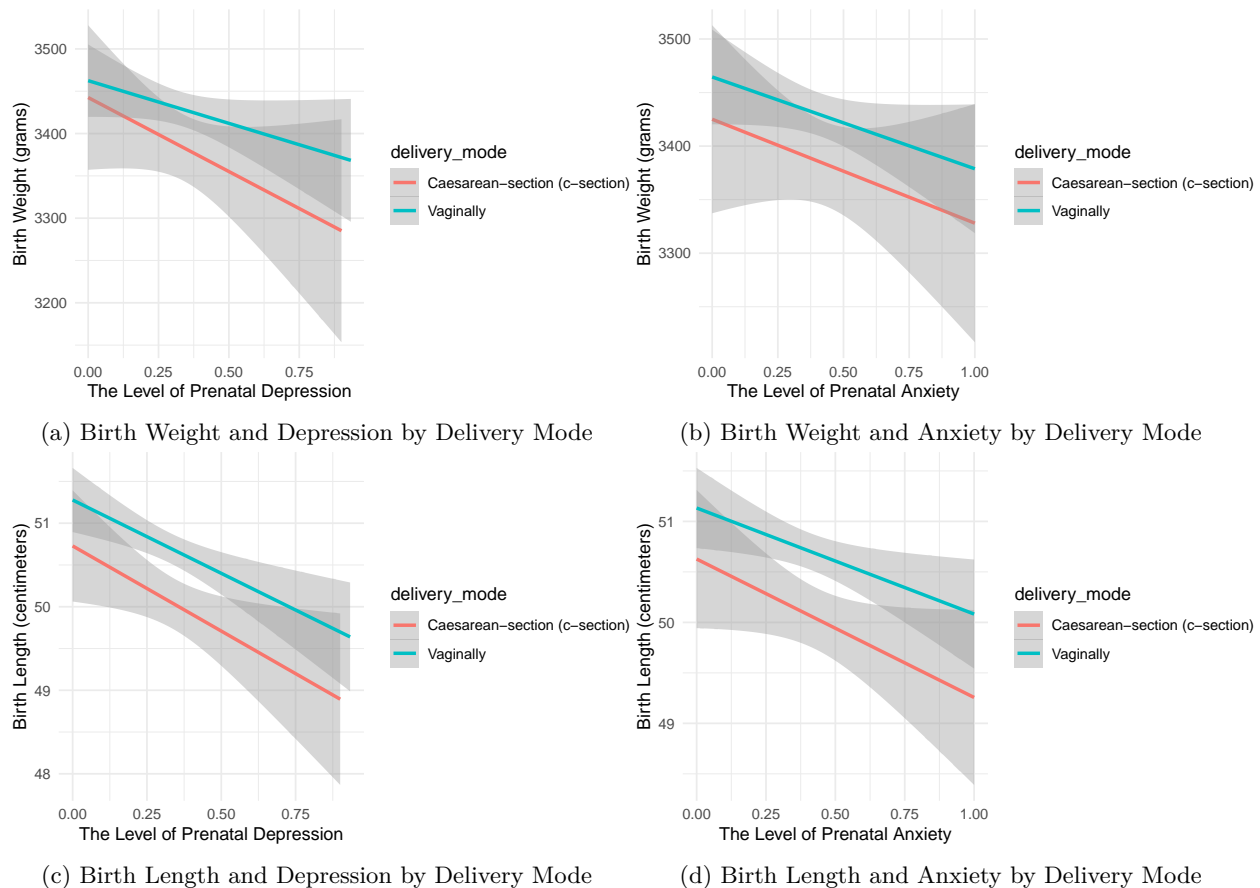 Birth Weight (grams)
3500
3400
3300
3200
0.00 0.25 0.50 0.75
The Level of Prenatal Depression
delivery_mode
Caesarean-section (c-section)
Vaginally
(a) Birth Weight and Depression by Delivery Mode
Birth Weight (grams)
3500
3400
3300
0.00 0.25 0.50 0.75 1.00
The Level of Prenatal Anxiety
delivery_mode
Caesarean-section (c-section)
Vaginally
(b) Birth Weight and Anxiety by Delivery Mode
Birth Length (centimeters)
51
50
49
48
0.00 0.25 0.50 0.75
The Level of Prenatal Depression
delivery_mode
Caesarean-section (c-section)
Vaginally
(c) Birth Length and Depression by Delivery Mode
Birth Length (centimeters)
51
50
49
0.00 0.25 0.50 0.75 1.00
The Level of Prenatal Anxiety
delivery_mode
Caesarean-section (c-section)
Vaginally
(d) Birth Length and Anxiety by Delivery Mode